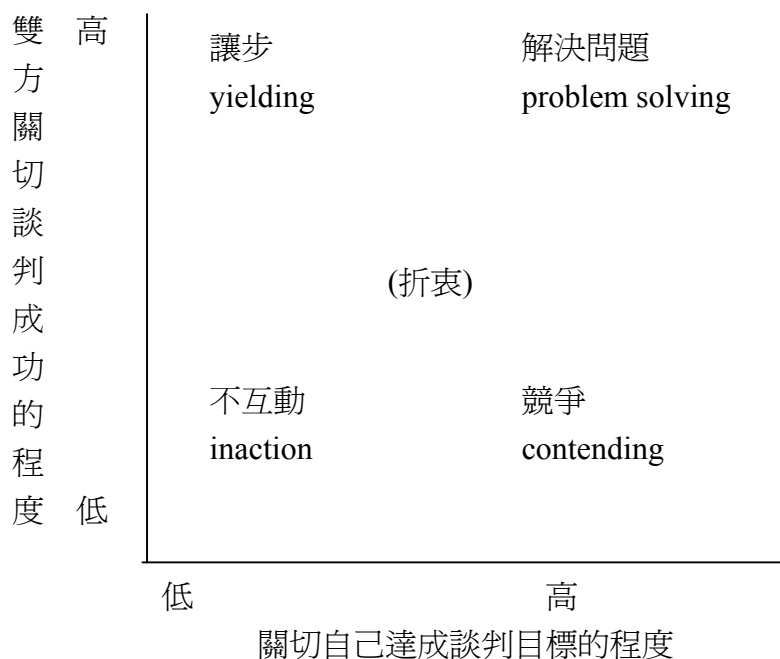 雙方關切談判成功的程度
高
低
讓步
yielding
解決問題
problem solving
(折衷)
不互動
inaction
競爭
contending
低
高
關切自己達成談判目標的程度